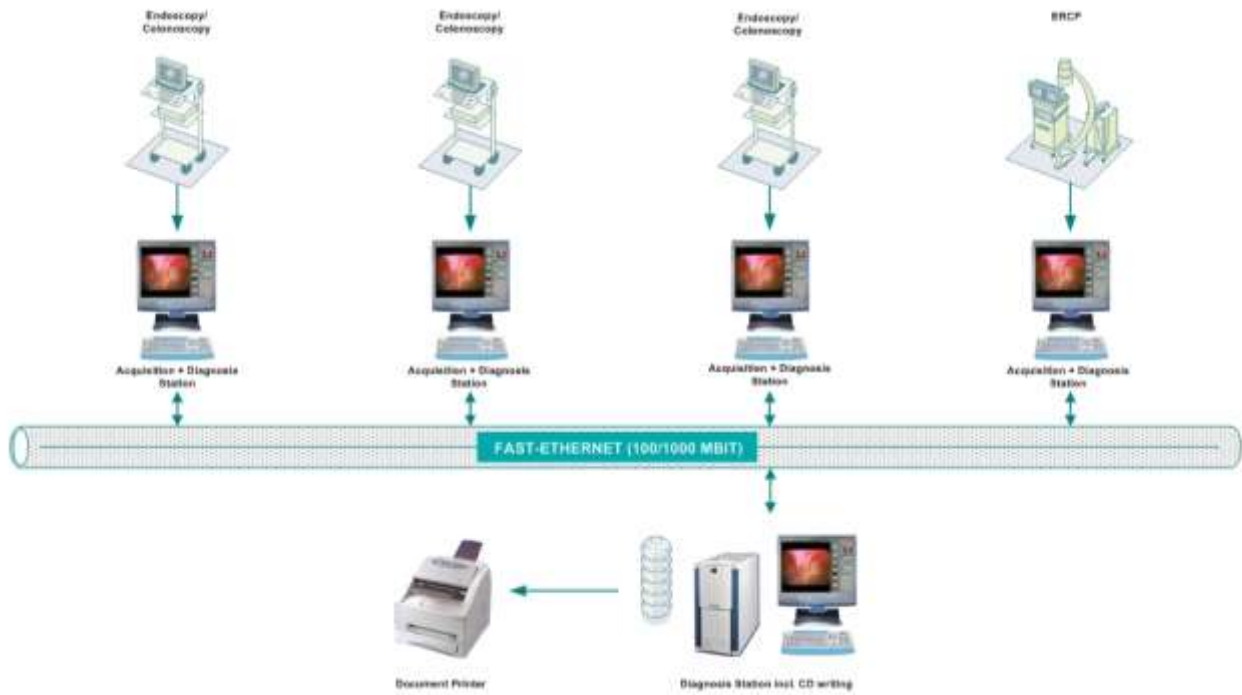 Endoscopy/
Colonoscopy
Endoscopy/
Colonoscopy
Endoscopy/
Colonoscopy
ERCP
Acquisition + Diagnosis
Station
Acquisition + Diagnosis
Station
Acquisition + Diagnosis
Station
Acquisition + Diagnosis
Station
FAST-ETHERNET (100/1000 MBIT)
Document Printer
Diagnosis Station incl. CD writing